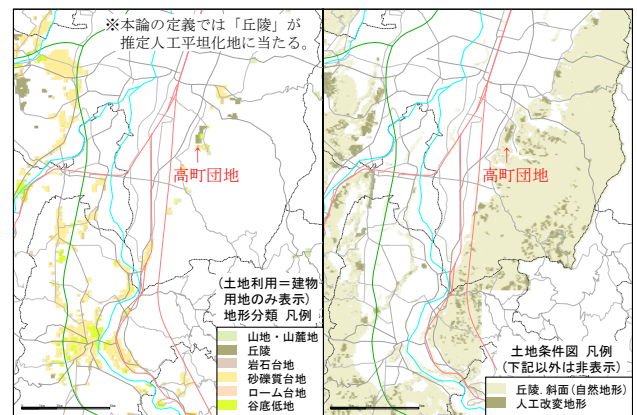 ※本論の定義では「丘陵」が
推定人工平坦化地に当たる。
高町団地
(土地利用＝建物
用地のみ表示)
地形分類 凡例
山地・山麓地
丘陵
岩石台地
砂礫質台地
ローム台地
谷底低地
高町団地
土地条件図 凡例
(下記以外は非表示)
丘陵, 斜面(自然地形)
人工改変地形